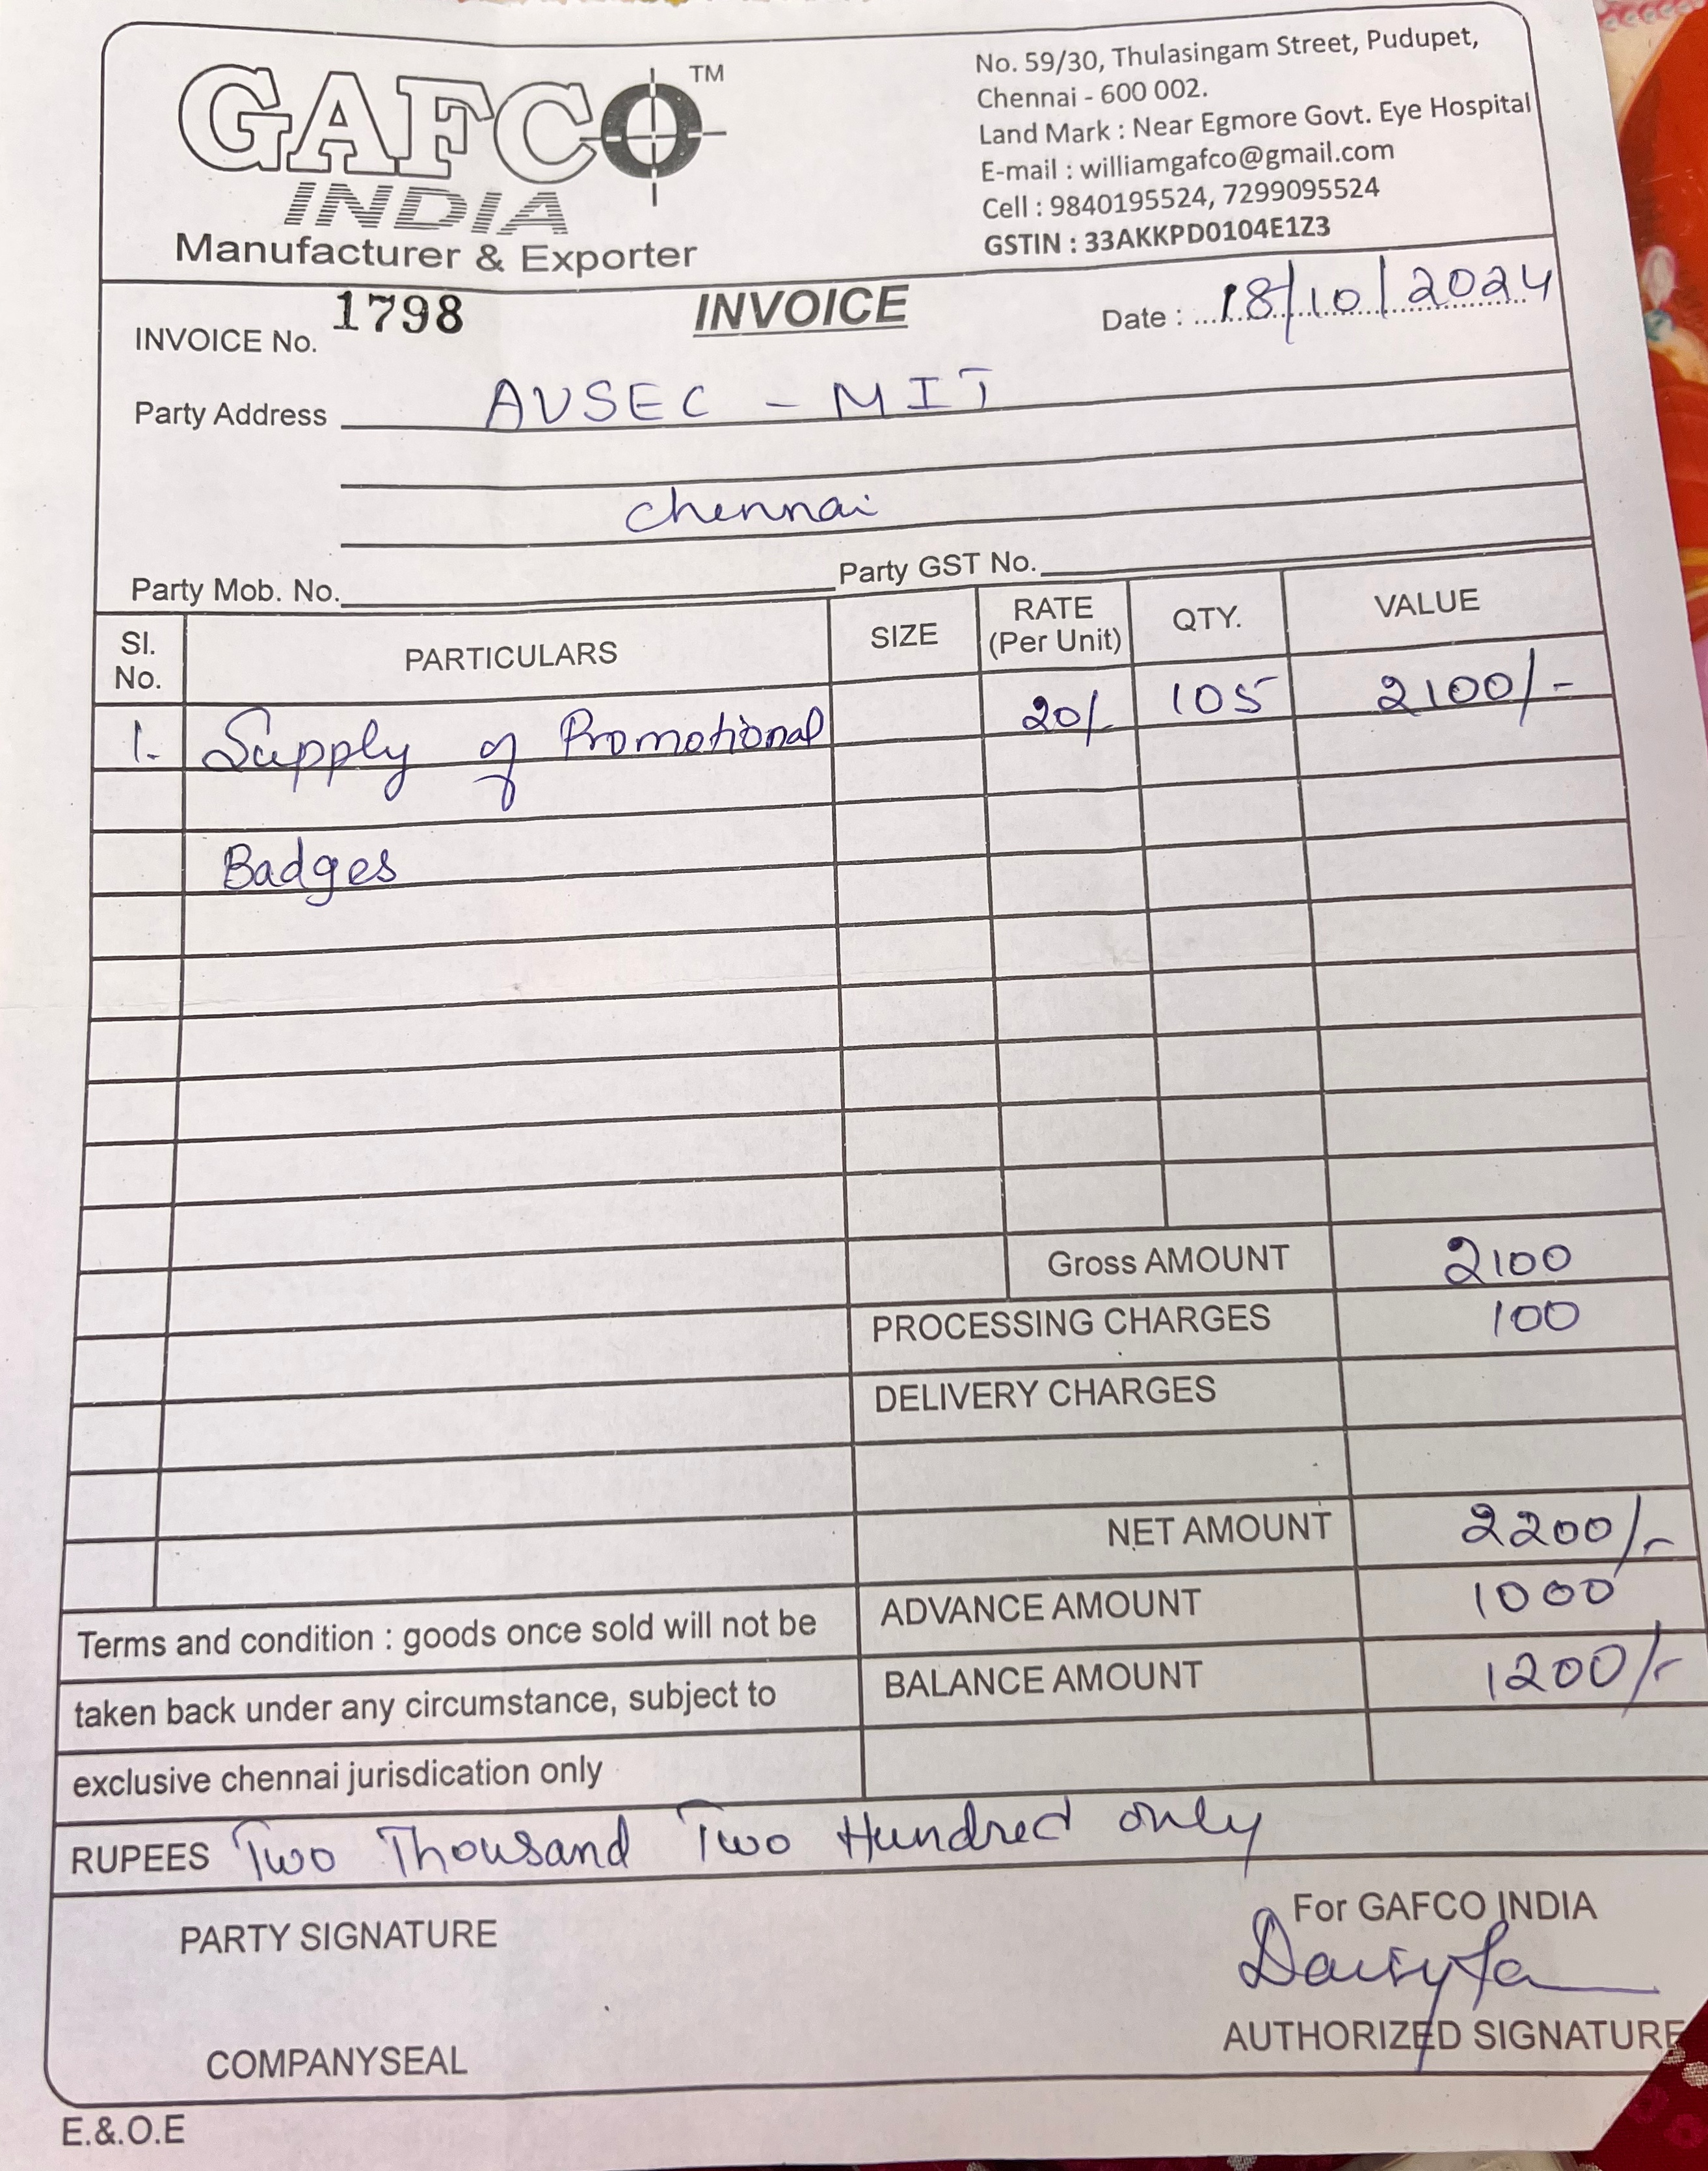 GAFCO TM
INDIA
Manufacturer & Exporter
No. 59/30, Thulasingam Street, Pudupet,
Chennai - 600 002.
Land Mark : Near Egmore Govt. Eye Hospital
E-mail : williamgafco@gmail.com
Cell : 9840195524, 7299095524
GSTIN : 33AKKPD0104E1Z3
INVOICE No. 1798 INVOICE Date : 18/10/2024
Party Address AVSEC - MIT
Chennai
Party Mob. No. Party GST No.
Sl. No. PARTICULARS SIZE RATE (Per Unit) QTY. VALUE
1. Supply of Promotional 20/- 105 2100/-
Badges
Gross AMOUNT 2100
PROCESSING CHARGES 100
DELIVERY CHARGES
NET AMOUNT 2200/-
ADVANCE AMOUNT 1000
BALANCE AMOUNT 1200/-
Terms and condition : goods once sold will not be
taken back under any circumstance, subject to
exclusive chennai jurisdication only
RUPEES Two Thousand Two Hundred only
PARTY SIGNATURE
For GAFCO INDIA
AUTHORIZED SIGNATURE
COMPANYSEAL
E.&.O.E